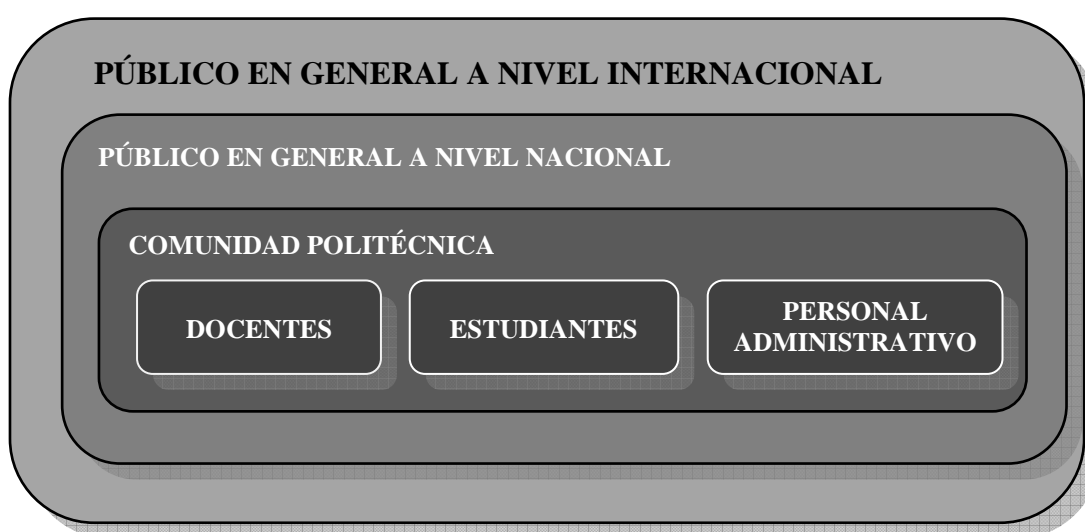 PÚBLICO EN GENERAL A NIVEL INTERNACIONAL
PÚBLICO EN GENERAL A NIVEL NACIONAL
COMUNIDAD POLITÉCNICA
DOCENTES
ESTUDIANTES
PERSONAL
ADMINISTRATIVO